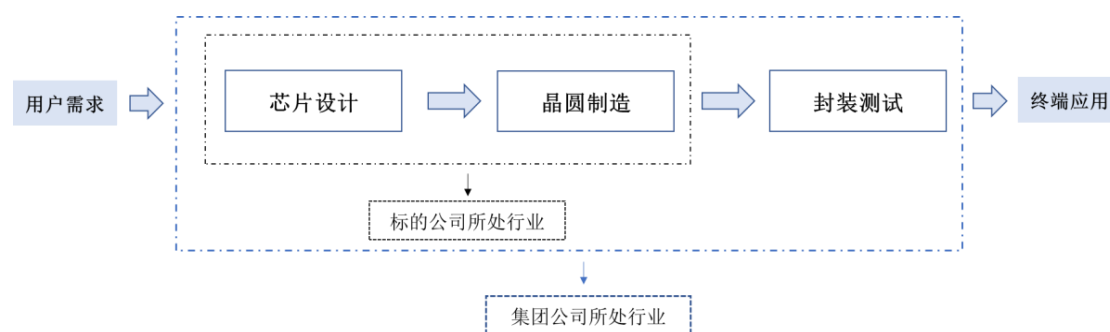 用户需求
芯片设计
晶圆制造
封装测试
终端应用
标的公司所处行业
集团公司所处行业